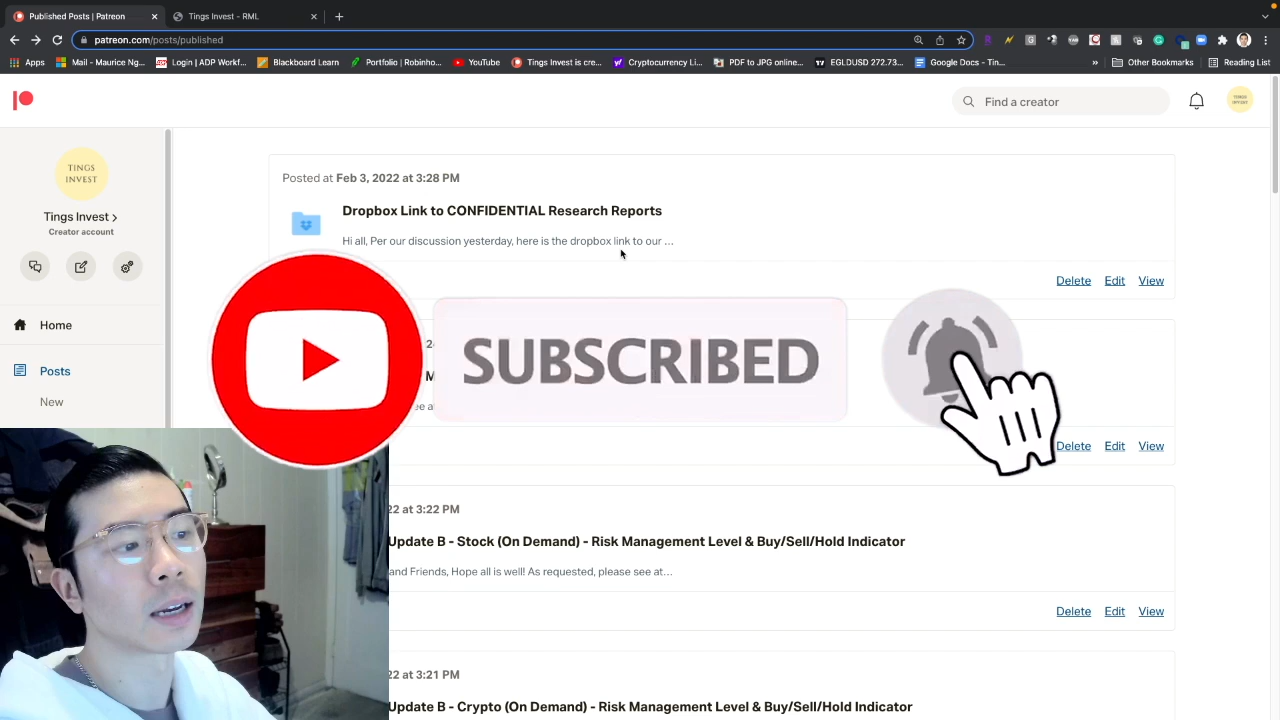 Published Posts | Patreon
Tings Invest - RML
patreon.com/posts/published
Apps
Mail - Maurice Ng...
Login | ADP Workf...
Blackboard Learn
Portfolio | Robinho...
YouTube
Tings Invest is cre...
Cryptocurrency Li...
PDF to JPG online...
EGLDUSD 272.73...
Google Docs - Tin...
»
Other Bookmarks
Reading List
Find a creator
TINGS
INVEST
Tings Invest
Creator account
Home
Posts
New
Posted at Feb 3, 2022 at 3:28 PM
Dropbox Link to CONFIDENTIAL Research Reports
Hi all, Per our discussion yesterday, here is the dropbox link to our ...
Delete Edit View
SUBSCRIBED
Delete Edit View
22 at 3:22 PM
Update B - Stock (On Demand) - Risk Management Level & Buy/Sell/Hold Indicator
and Friends, Hope all is well! As requested, please see at...
Delete Edit View
22 at 3:21 PM
Update B - Crypto (On Demand) - Risk Management Level & Buy/Sell/Hold Indicator